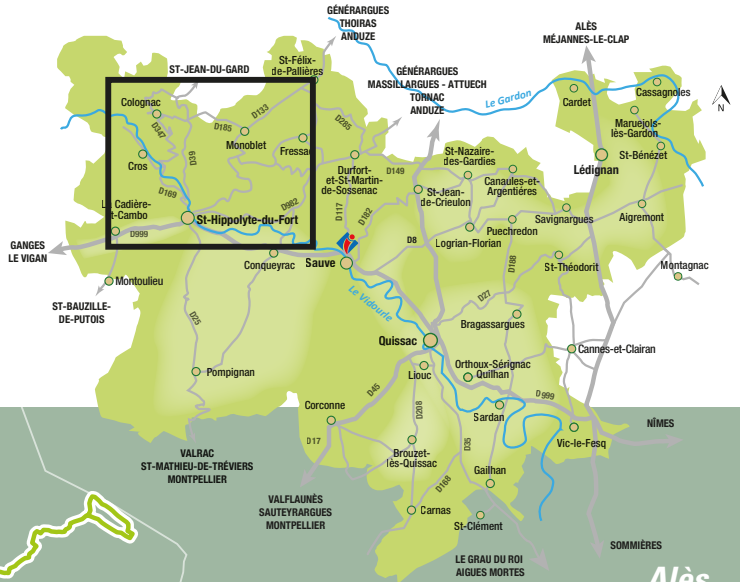 GÉNÉRARGUES
THOIRAS
ANDUZE
ALÈS
MÉJANNES-LE-CLAP
ST-JEAN-DU-GARD
St-Félix-
de-Pallières
GÉNÉRARGUES
MASSILLARGUES - ATTUECH
TORNAC
ANDUZE
Le Gardon
Cardet
Cassagnoles
N
Colognac
D133
D347
D185
D39
Monoblet
D265
Fressac
Maruejols-
lès-Gardon
St-Bénézet
Cros
Durfort-
et-St-Martin-
de-Sossenac
D149
St-Nazaire-
des-Gardies
Lédignan
D169
D982
St-Jean-
de-Crieulon
Canaules-et-
Argentières
La Cadière-
et-Cambo
St-Hippolyte-du-Fort
D117
D182
Savignargues
Aigremont
Puechredon
Logrian-Florian
D999
D8
GANGES
LE VIGAN
Conqueyrac
Sauve
D188
St-Théodorit
Montagnac
Montoulieu
ST-BAUZILLE-
DE-PUTOIS
Le Vidourle
D27
D25
Bragassargues
Quissac
Cannes-et-Clairan
Pompignan
Liouc
Orthoux-Sérignac
Quilhan
D45
D999
Corconne
D208
Sardan
NÎMES
D17
D35
Vic-le-Fesq
VALRAC
ST-MATHIEU-DE-TRÉVIERS
MONTPELLIER
Brouzet-
lès-Quissac
Gailhan
D168
VALFLAUNÈS
SAUTEYRARGUES
MONTPELLIER
Carnas
St-Clément
SOMMIÈRES
LE GRAU DU ROI
AIGUES MORTES
Alès